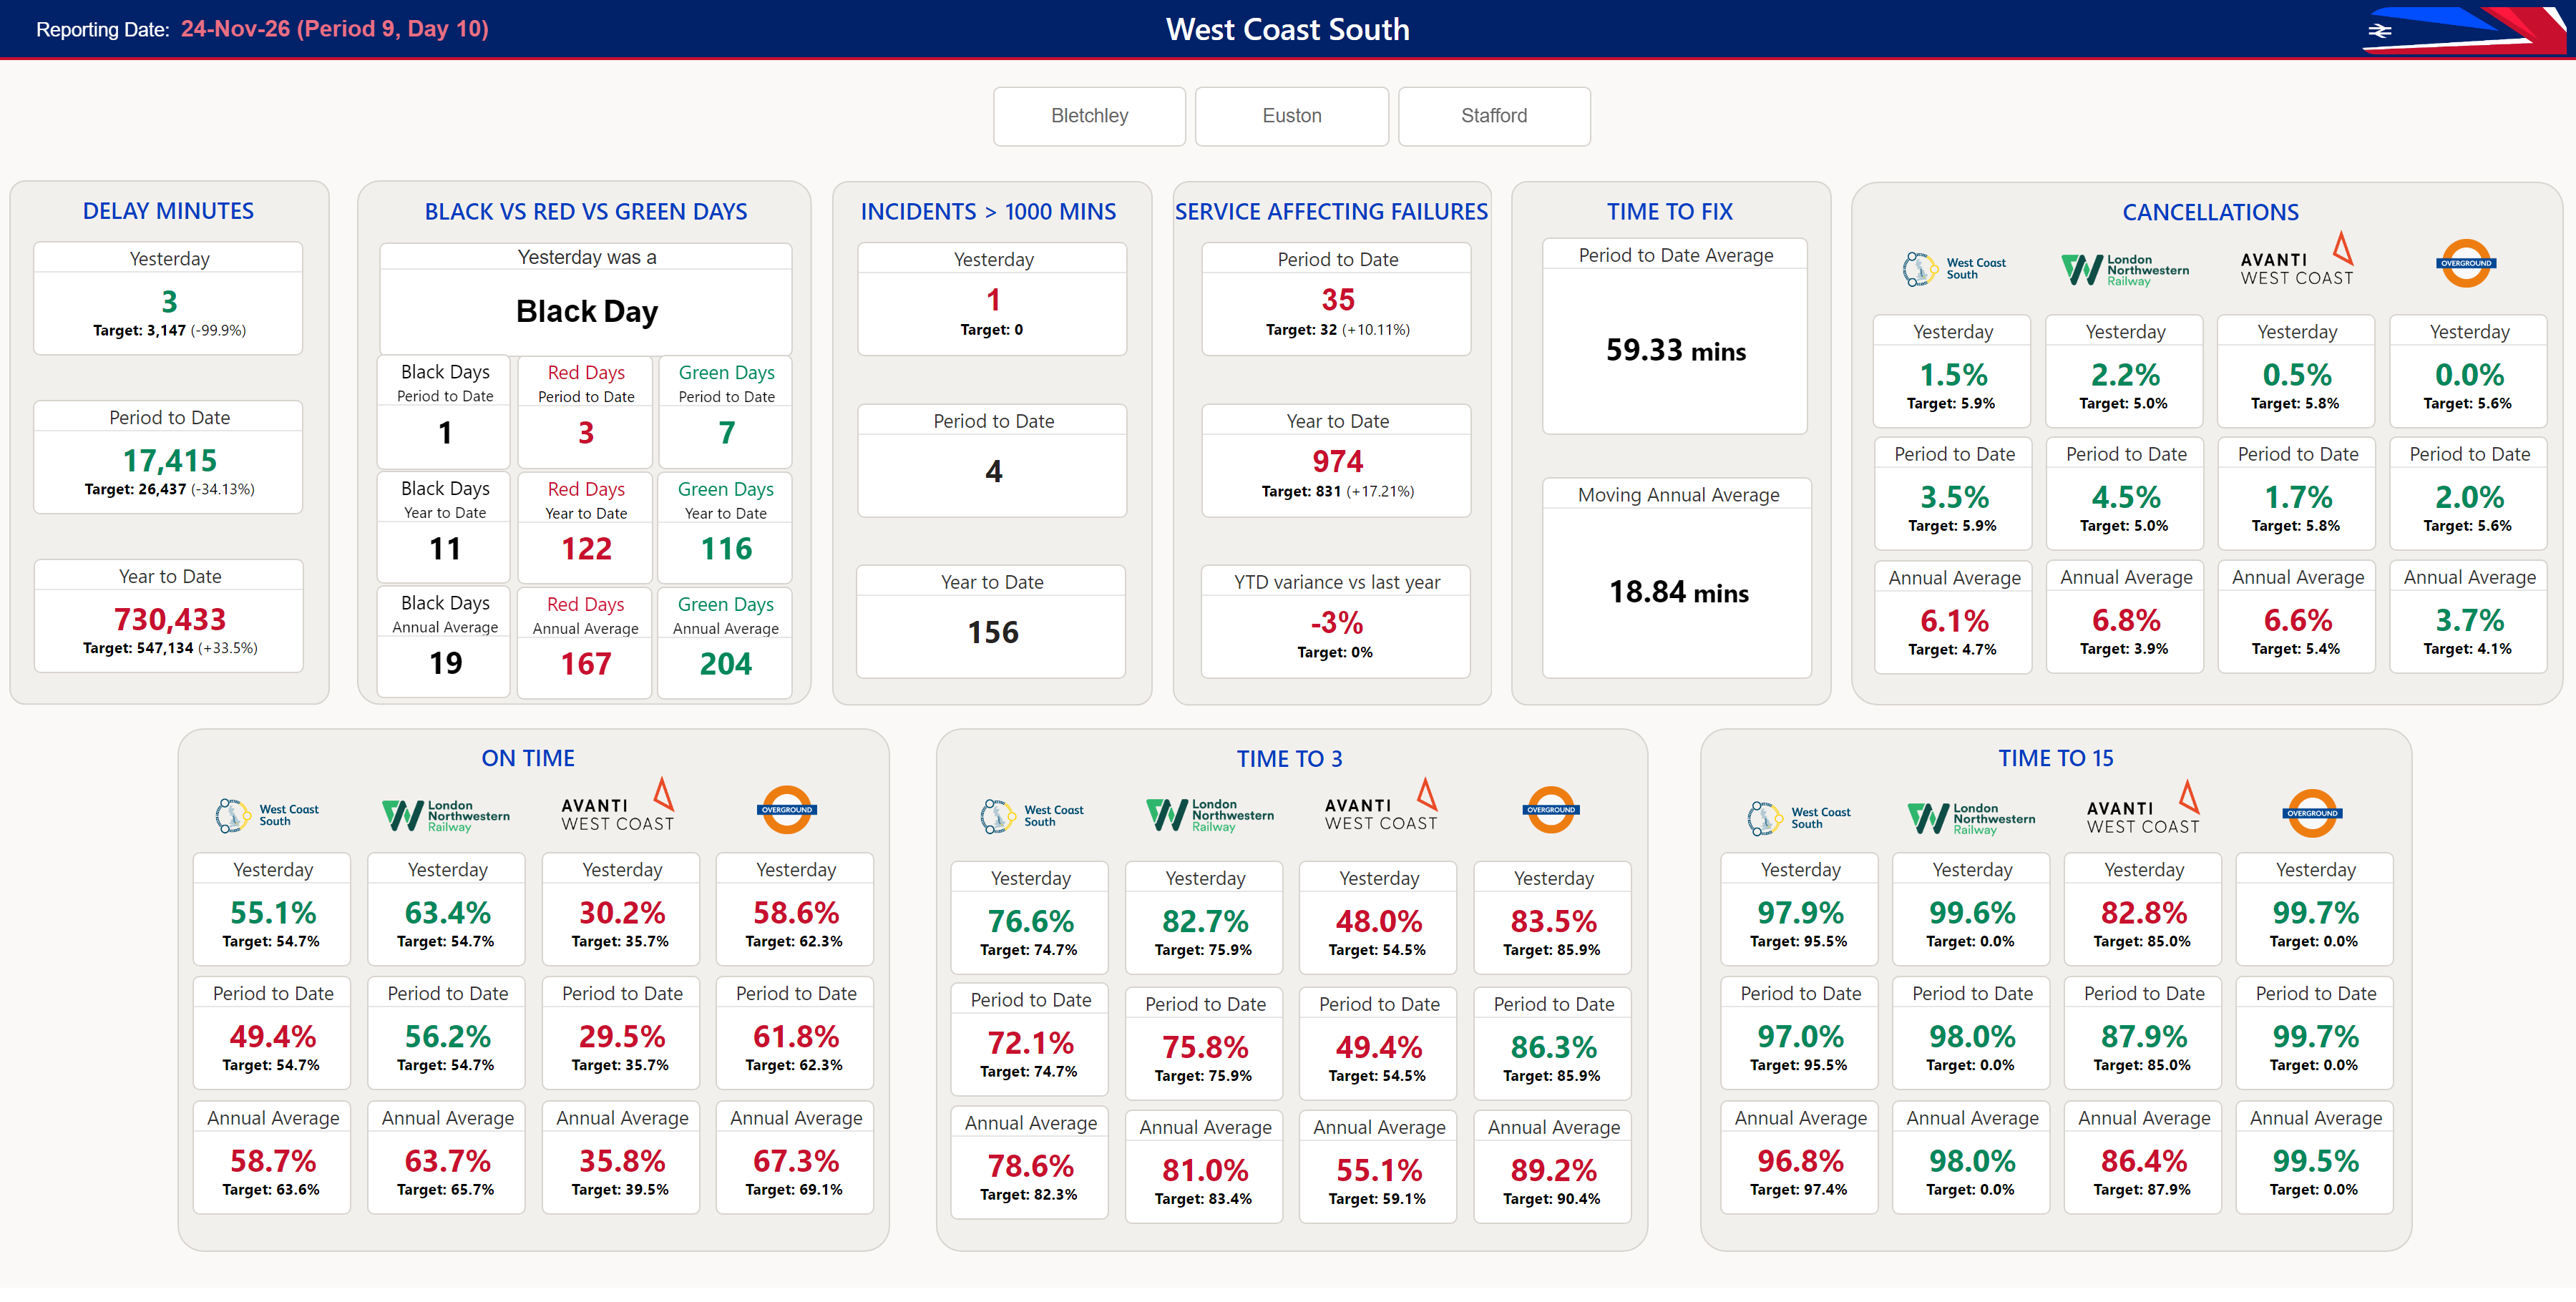 Reporting Date: 24-Nov-26 (Period 9, Day 10)
West Coast South
Bletchley
Euston
Stafford
DELAY MINUTES
Yesterday
3
Target: 3,147 (-99.9%)
Period to Date
17,415
Target: 26,437 (-34.13%)
Year to Date
730,433
Target: 547,134 (+33.5%)
BLACK VS RED VS GREEN DAYS
Yesterday was a
Black Day
Black Days
Period to Date
1
Red Days
Period to Date
3
Green Days
Period to Date
7
Black Days
Year to Date
11
Red Days
Year to Date
122
Green Days
Year to Date
116
Black Days
Annual Average
19
Red Days
Annual Average
167
Green Days
Annual Average
204
INCIDENTS > 1000 MINS
Yesterday
1
Target: 0
Period to Date
4
Year to Date
156
SERVICE AFFECTING FAILURES
Period to Date
35
Target: 32 (+10.11%)
Year to Date
974
Target: 831 (+17.21%)
YTD variance vs last year
-3%
Target: 0%
TIME TO FIX
Period to Date Average
59.33 mins
Moving Annual Average
18.84 mins
CANCELLATIONS
West Coast
South
London
Northwestern
Railway
AVANTI
WEST COAST
OVERGROUND
Yesterday
1.5%
Target: 5.9%
Yesterday
2.2%
Target: 5.0%
Yesterday
0.5%
Target: 5.8%
Yesterday
0.0%
Target: 5.6%
Period to Date
3.5%
Target: 5.9%
Period to Date
4.5%
Target: 5.0%
Period to Date
1.7%
Target: 5.8%
Period to Date
2.0%
Target: 5.6%
Annual Average
6.1%
Target: 4.7%
Annual Average
6.8%
Target: 3.9%
Annual Average
6.6%
Target: 5.4%
Annual Average
3.7%
Target: 4.1%
ON TIME
West Coast
South
London
Northwestern
Railway
AVANTI
WEST COAST
OVERGROUND
Yesterday
55.1%
Target: 54.7%
Yesterday
63.4%
Target: 54.7%
Yesterday
30.2%
Target: 35.7%
Yesterday
58.6%
Target: 62.3%
Period to Date
49.4%
Target: 54.7%
Period to Date
56.2%
Target: 54.7%
Period to Date
29.5%
Target: 35.7%
Period to Date
61.8%
Target: 62.3%
Annual Average
58.7%
Target: 63.6%
Annual Average
63.7%
Target: 65.7%
Annual Average
35.8%
Target: 39.5%
Annual Average
67.3%
Target: 69.1%
TIME TO 3
West Coast
South
London
Northwestern
Railway
AVANTI
WEST COAST
OVERGROUND
Yesterday
76.6%
Target: 74.7%
Yesterday
82.7%
Target: 75.9%
Yesterday
48.0%
Target: 54.5%
Yesterday
83.5%
Target: 85.9%
Period to Date
72.1%
Target: 74.7%
Period to Date
75.8%
Target: 75.9%
Period to Date
49.4%
Target: 54.5%
Period to Date
86.3%
Target: 85.9%
Annual Average
78.6%
Target: 82.3%
Annual Average
81.0%
Target: 83.4%
Annual Average
55.1%
Target: 59.1%
Annual Average
89.2%
Target: 90.4%
TIME TO 15
West Coast
South
London
Northwestern
Railway
AVANTI
WEST COAST
OVERGROUND
Yesterday
97.9%
Target: 95.5%
Yesterday
99.6%
Target: 0.0%
Yesterday
82.8%
Target: 85.0%
Yesterday
99.7%
Target: 0.0%
Period to Date
97.0%
Target: 95.5%
Period to Date
98.0%
Target: 0.0%
Period to Date
87.9%
Target: 85.0%
Period to Date
99.7%
Target: 0.0%
Annual Average
96.8%
Target: 97.4%
Annual Average
98.0%
Target: 0.0%
Annual Average
86.4%
Target: 87.9%
Annual Average
99.5%
Target: 0.0%